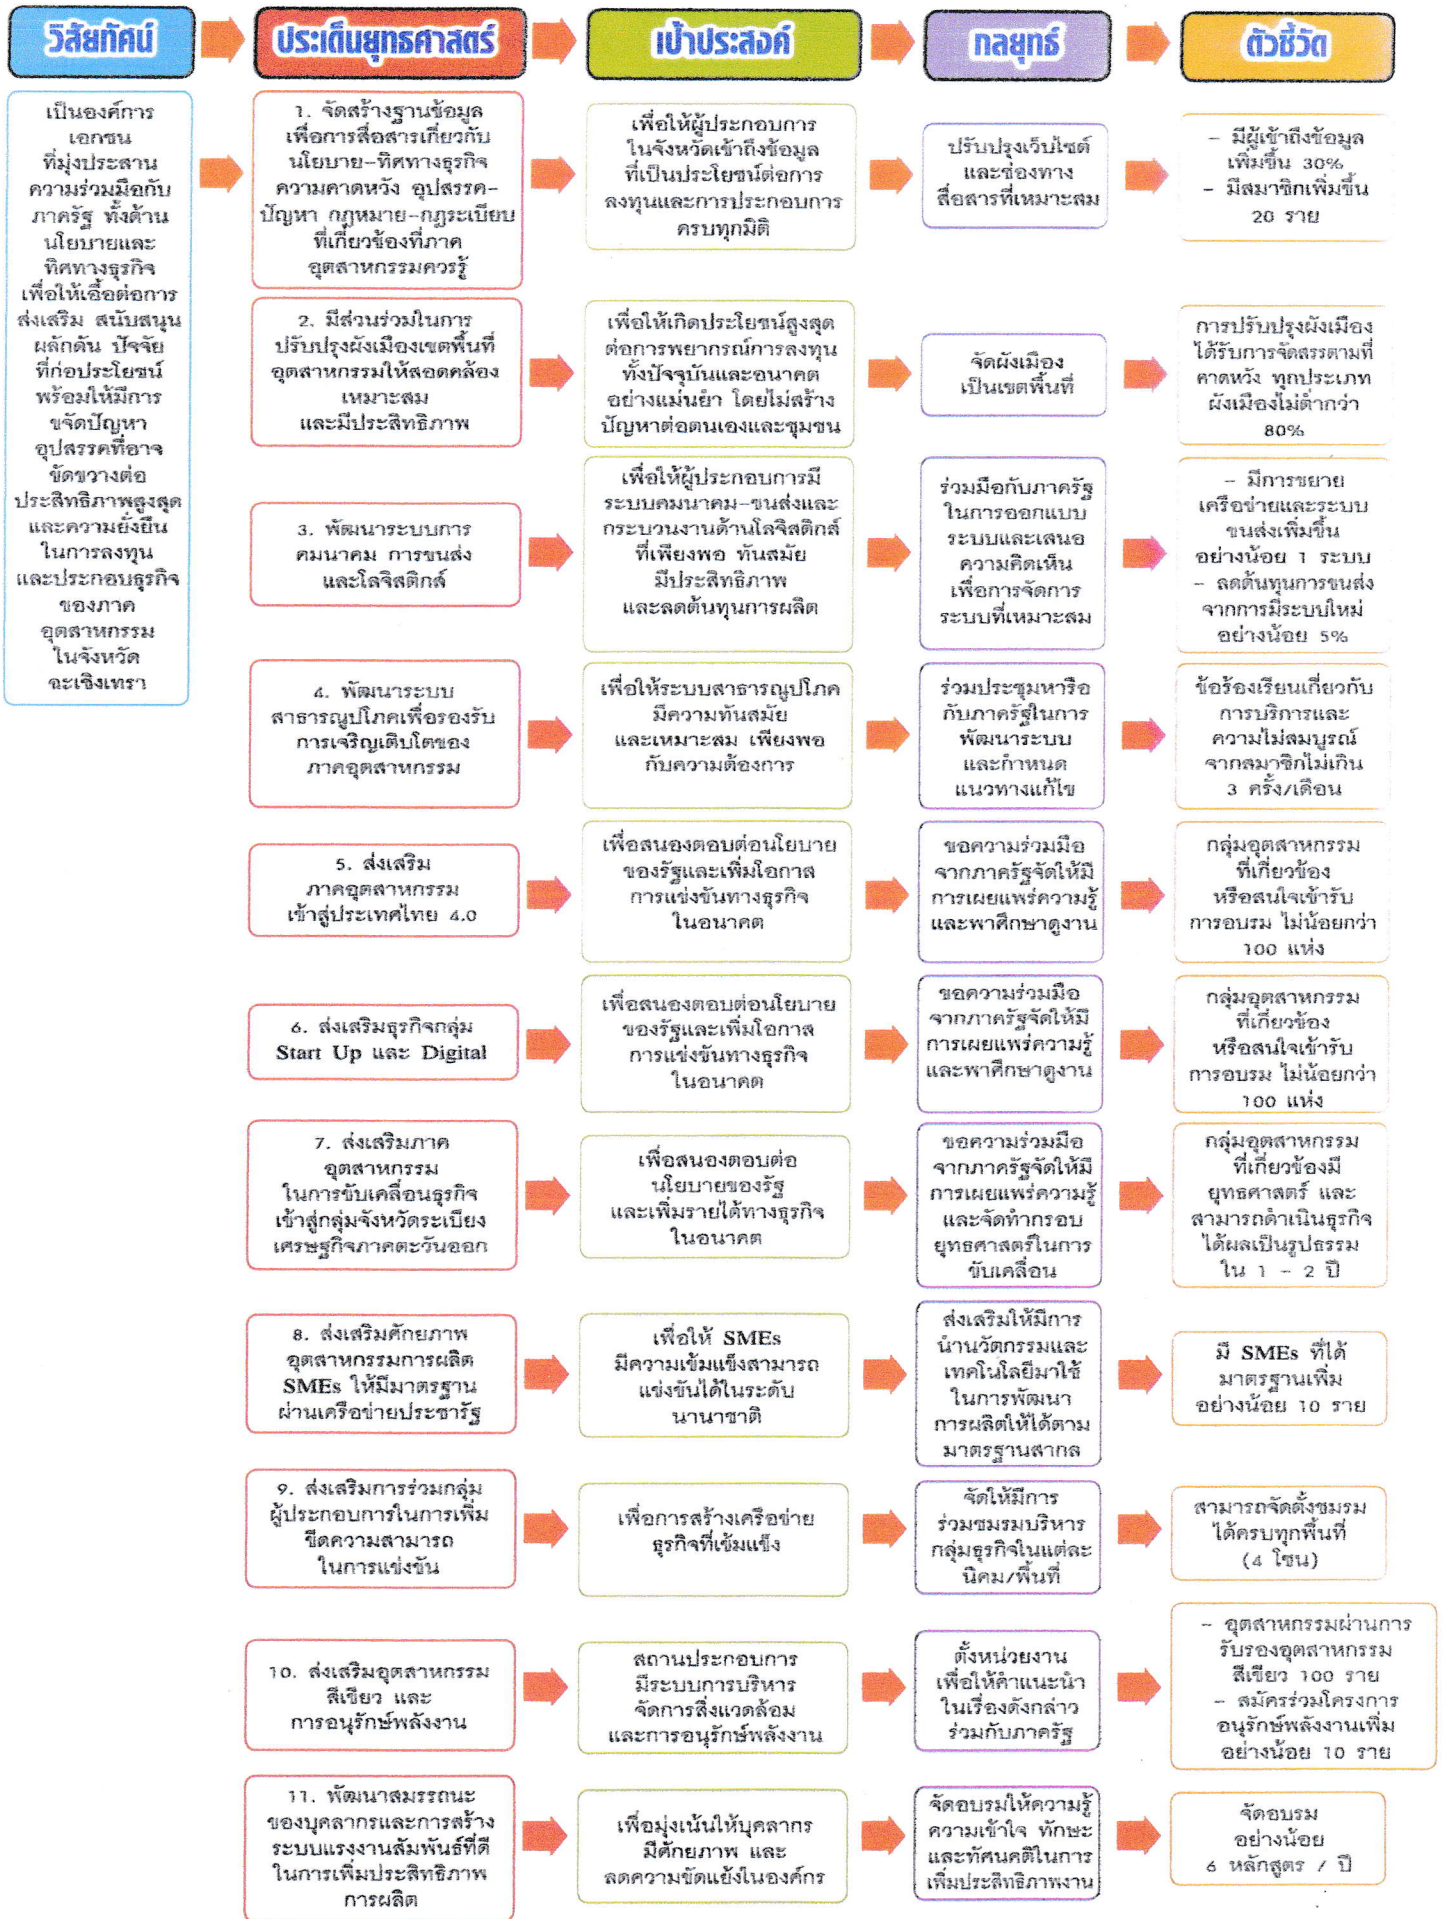 วิสัยทัศน์
ประเด็นยุทธศาสตร์
เป้าประสงค์
กลยุทธ์
ตัวชี้วัด
เป็นองค์การ
เอกชน
ที่มุ่งประสาน
ความร่วมมือกับ
ภาครัฐ ทั้งด้าน
นโยบายและ
ทิศทางธุรกิจ
เพื่อให้เอื้อต่อการ
ส่งเสริม สนับสนุน
ผลักดัน ปัจจัย
ที่ก่อประโยชน์
พร้อมให้มีการ
ขจัดปัญหา
อุปสรรคที่อาจ
ขัดขวางต่อ
ประสิทธิภาพสูงสุด
และความยั่งยืน
ในการลงทุน
และประกอบธุรกิจ
ของภาค
อุตสาหกรรม
ในจังหวัด
ฉะเชิงเทรา
1. จัดสร้างฐานข้อมูล
เพื่อการสื่อสารเกี่ยวกับ
นโยบาย-ทิศทางธุรกิจ
ความคาดหวัง อุปสรรค-
ปัญหา กฎหมาย-กฎระเบียบ
ที่เกี่ยวข้องที่ภาค
อุตสาหกรรมควรรู้
เพื่อให้ผู้ประกอบการ
ในจังหวัดเข้าถึงข้อมูล
ที่เป็นประโยชน์ต่อการ
ลงทุนและการประกอบการ
ครบทุกมิติ
ปรับปรุงเว็บไซต์
และช่องทาง
สื่อสารที่เหมาะสม
- มีผู้เข้าถึงข้อมูล
เพิ่มขึ้น 30%
- มีสมาชิกเพิ่มขึ้น
20 ราย
2. มีส่วนร่วมในการ
ปรับปรุงผังเมืองเขตพื้นที่
อุตสาหกรรมให้สอดคล้อง
เหมาะสม
และมีประสิทธิภาพ
เพื่อให้เกิดประโยชน์สูงสุด
ต่อการพยากรณ์การลงทุน
ทั้งปัจจุบันและอนาคต
อย่างแม่นยำ โดยไม่สร้าง
ปัญหาต่อตนเองและชุมชน
จัดผังเมือง
เป็นเขตพื้นที่
การปรับปรุงผังเมือง
ได้รับการจัดสรรตามที่
คาดหวัง ทุกประเภท
ผังเมืองไม่ต่ำกว่า
80%
3. พัฒนาระบบการ
คมนาคม การขนส่ง
และโลจิสติกส์
เพื่อให้ผู้ประกอบการมี
ระบบคมนาคม-ขนส่งและ
กระบวนงานด้านโลจิสติกส์
ที่เพียงพอ ทันสมัย
มีประสิทธิภาพ
และลดต้นทุนการผลิต
ร่วมมือกับภาครัฐ
ในการออกแบบ
ระบบและเสนอ
ความคิดเห็น
เพื่อการจัดการ
ระบบที่เหมาะสม
- มีการขยาย
เครือข่ายและระบบ
ขนส่งเพิ่มขึ้น
อย่างน้อย 1 ระบบ
- ลดต้นทุนการขนส่ง
จากการมีระบบใหม่
อย่างน้อย 5%
4. พัฒนาระบบ
สาธารณูปโภคเพื่อรองรับ
การเจริญเติบโตของ
ภาคอุตสาหกรรม
เพื่อให้ระบบสาธารณูปโภค
มีความทันสมัย
และเหมาะสม เพียงพอ
กับความต้องการ
ร่วมประชุมหารือ
กับภาครัฐในการ
พัฒนาระบบ
และกำหนด
แนวทางแก้ไข
ข้อร้องเรียนเกี่ยวกับ
การบริการและ
ความไม่สมบูรณ์
จากสมาชิกไม่เกิน
3 ครั้ง/เดือน
5. ส่งเสริม
ภาคอุตสาหกรรม
เข้าสู่ประเทศไทย 4.0
เพื่อสนองตอบต่อนโยบาย
ของรัฐและเพิ่มโอกาส
การแข่งขันทางธุรกิจ
ในอนาคต
ขอความร่วมมือ
จากภาครัฐจัดให้มี
การเผยแพร่ความรู้
และพาศึกษาดูงาน
กลุ่มอุตสาหกรรม
ที่เกี่ยวข้อง
หรือสนใจเข้ารับ
การอบรม ไม่น้อยกว่า
100 แห่ง
6. ส่งเสริมธุรกิจกลุ่ม
Start Up และ Digital
เพื่อสนองตอบต่อนโยบาย
ของรัฐและเพิ่มโอกาส
การแข่งขันทางธุรกิจ
ในอนาคต
ขอความร่วมมือ
จากภาครัฐจัดให้มี
การเผยแพร่ความรู้
และพาศึกษาดูงาน
กลุ่มอุตสาหกรรม
ที่เกี่ยวข้อง
หรือสนใจเข้ารับ
การอบรม ไม่น้อยกว่า
100 แห่ง
7. ส่งเสริมภาค
อุตสาหกรรม
ในการขับเคลื่อนธุรกิจ
เข้าสู่กลุ่มจังหวัดระเบียง
เศรษฐกิจภาคตะวันออก
เพื่อสนองตอบต่อ
นโยบายของรัฐ
และเพิ่มรายได้ทางธุรกิจ
ในอนาคต
ขอความร่วมมือ
จากภาครัฐจัดให้มี
การเผยแพร่ความรู้
และจัดทำกรอบ
ยุทธศาสตร์ในการ
ขับเคลื่อน
กลุ่มอุตสาหกรรม
ที่เกี่ยวข้องมี
ยุทธศาสตร์ และ
สามารถดำเนินธุรกิจ
ได้ผลเป็นรูปธรรม
ใน 1 - 2 ปี
8. ส่งเสริมศักยภาพ
อุตสาหกรรมการผลิต
SMEs ให้มีมาตรฐาน
ผ่านเครือข่ายประชารัฐ
เพื่อให้ SMEs
มีความเข้มแข็งสามารถ
แข่งขันได้ในระดับ
นานาชาติ
ส่งเสริมให้มีการ
นำนวัตกรรมและ
เทคโนโลยีมาใช้
ในการพัฒนา
การผลิตให้ได้ตาม
มาตรฐานสากล
มี SMEs ที่ได้
มาตรฐานเพิ่ม
อย่างน้อย 10 ราย
9. ส่งเสริมการร่วมกลุ่ม
ผู้ประกอบการในการเพิ่ม
ขีดความสามารถ
ในการแข่งขัน
เพื่อการสร้างเครือข่าย
ธุรกิจที่เข้มแข็ง
จัดให้มีการ
ร่วมชมรมบริหาร
กลุ่มธุรกิจในแต่ละ
นิคม/พื้นที่
สามารถจัดตั้งชมรม
ได้ครบทุกพื้นที่
(4 โซน)
10. ส่งเสริมอุตสาหกรรม
สีเขียว และ
การอนุรักษ์พลังงาน
สถานประกอบการ
มีระบบการบริหาร
จัดการสิ่งแวดล้อม
และการอนุรักษ์พลังงาน
ตั้งหน่วยงาน
เพื่อให้คำแนะนำ
ในเรื่องดังกล่าว
ร่วมกับภาครัฐ
- อุตสาหกรรมผ่านการ
รับรองอุตสาหกรรม
สีเขียว 100 ราย
- สมัครร่วมโครงการ
อนุรักษ์พลังงานเพิ่ม
อย่างน้อย 10 ราย
11. พัฒนาสมรรถนะ
ของบุคลากรและการสร้าง
ระบบแรงงานสัมพันธ์ที่ดี
ในการเพิ่มประสิทธิภาพ
การผลิต
เพื่อมุ่งเน้นให้บุคลากร
มีศักยภาพ และ
ลดความขัดแย้งในองค์กร
จัดอบรมให้ความรู้
ความเข้าใจ ทักษะ
และทัศนคติในการ
เพิ่มประสิทธิภาพงาน
จัดอบรม
อย่างน้อย
6 หลักสูตร / ปี